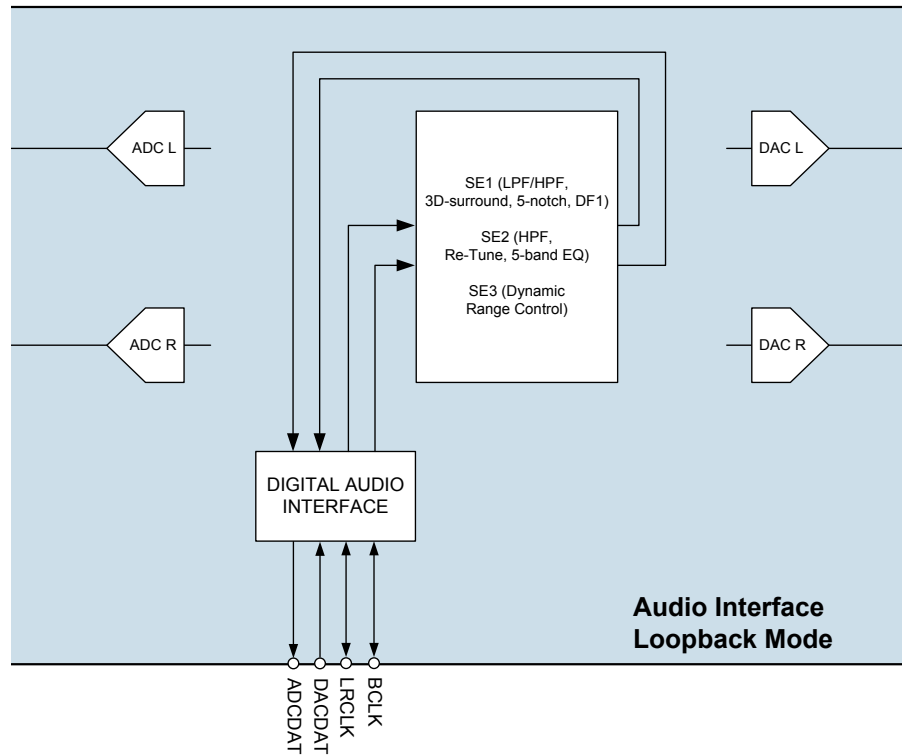 ADC L
DAC L
SE1 (LPF/HPF,
3D-surround, 5-notch, DF1)
SE2 (HPF,
Re-Tune, 5-band EQ)
SE3 (Dynamic
Range Control)
ADC R
DAC R
DIGITAL AUDIO
INTERFACE
Audio Interface
Loopback Mode
ADCDAT
DACDAT
LRCLK
BCLK